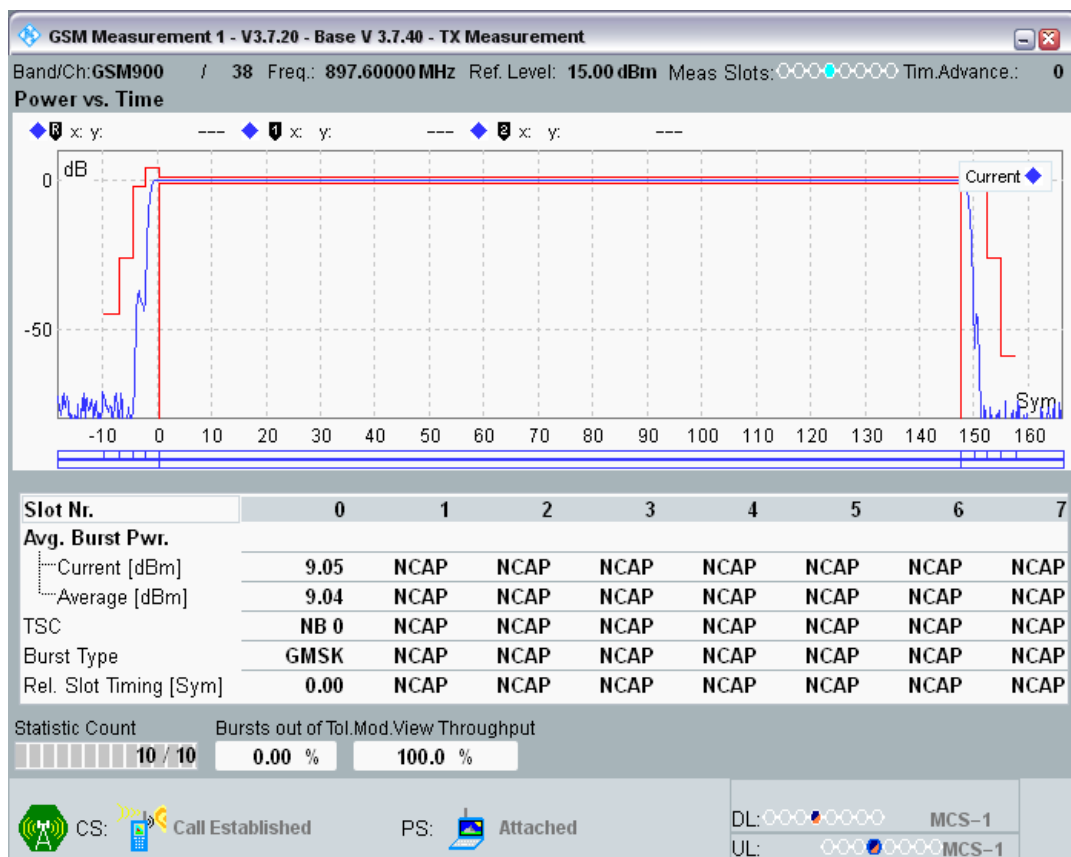 GSM Measurement 1 - V3.7.20 - Base V 3.7.40 - TX Measurement
Band/Ch:GSM900 / 38 Freq.: 897.60000 MHz Ref. Level: 15.00 dBm Meas Slots: Tim.Advance.: 0
Power vs. Time
R x: y: --- 1 x: y: --- 2 x: y: ---
dB
Current
0
-50
Sym
-10 0 10 20 30 40 50 60 70 80 90 100 110 120 130 140 150 160
Slot Nr. 0 1 2 3 4 5 6 7
Avg. Burst Pwr.
Current [dBm] 9.05 NCAP NCAP NCAP NCAP NCAP NCAP NCAP
Average [dBm] 9.04 NCAP NCAP NCAP NCAP NCAP NCAP NCAP
TSC NB 0 NCAP NCAP NCAP NCAP NCAP NCAP NCAP
Burst Type GMSK NCAP NCAP NCAP NCAP NCAP NCAP NCAP
Rel. Slot Timing [Sym] 0.00 NCAP NCAP NCAP NCAP NCAP NCAP NCAP
Statistic Count Bursts out of Tol.Mod.View Throughput
10 / 10 0.00 % 100.0 %
CS: Call Established PS: Attached DL: MCS-1
UL: MCS-1